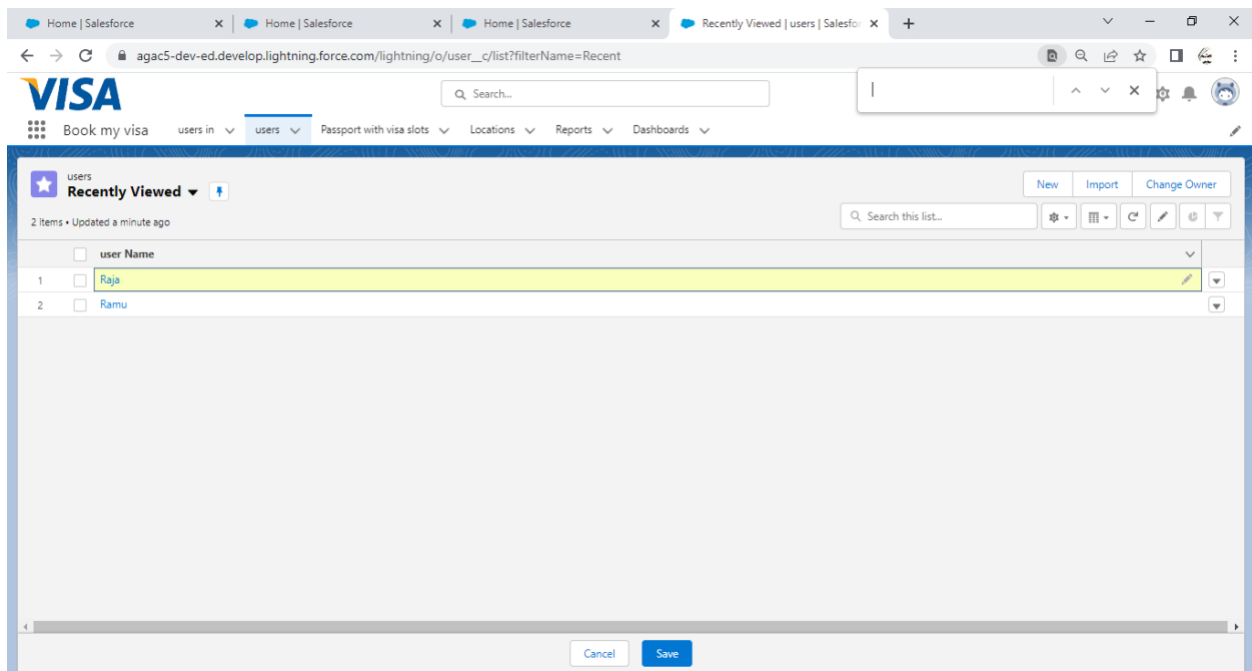 Home | Salesforce
Home | Salesforce
Home | Salesforce
Recently Viewed | users | Salesfor
agac5-dev-ed.develop.lightning.force.com/lightning/o/user__c/list?filterName=Recent
VISA
Search...
Book my visa
users in
users
Passport with visa slots
Locations
Reports
Dashboards
users
Recently Viewed
New
Import
Change Owner
2 items • Updated a minute ago
Search this list...
user Name
1 Raja
2 Ramu
Cancel
Save